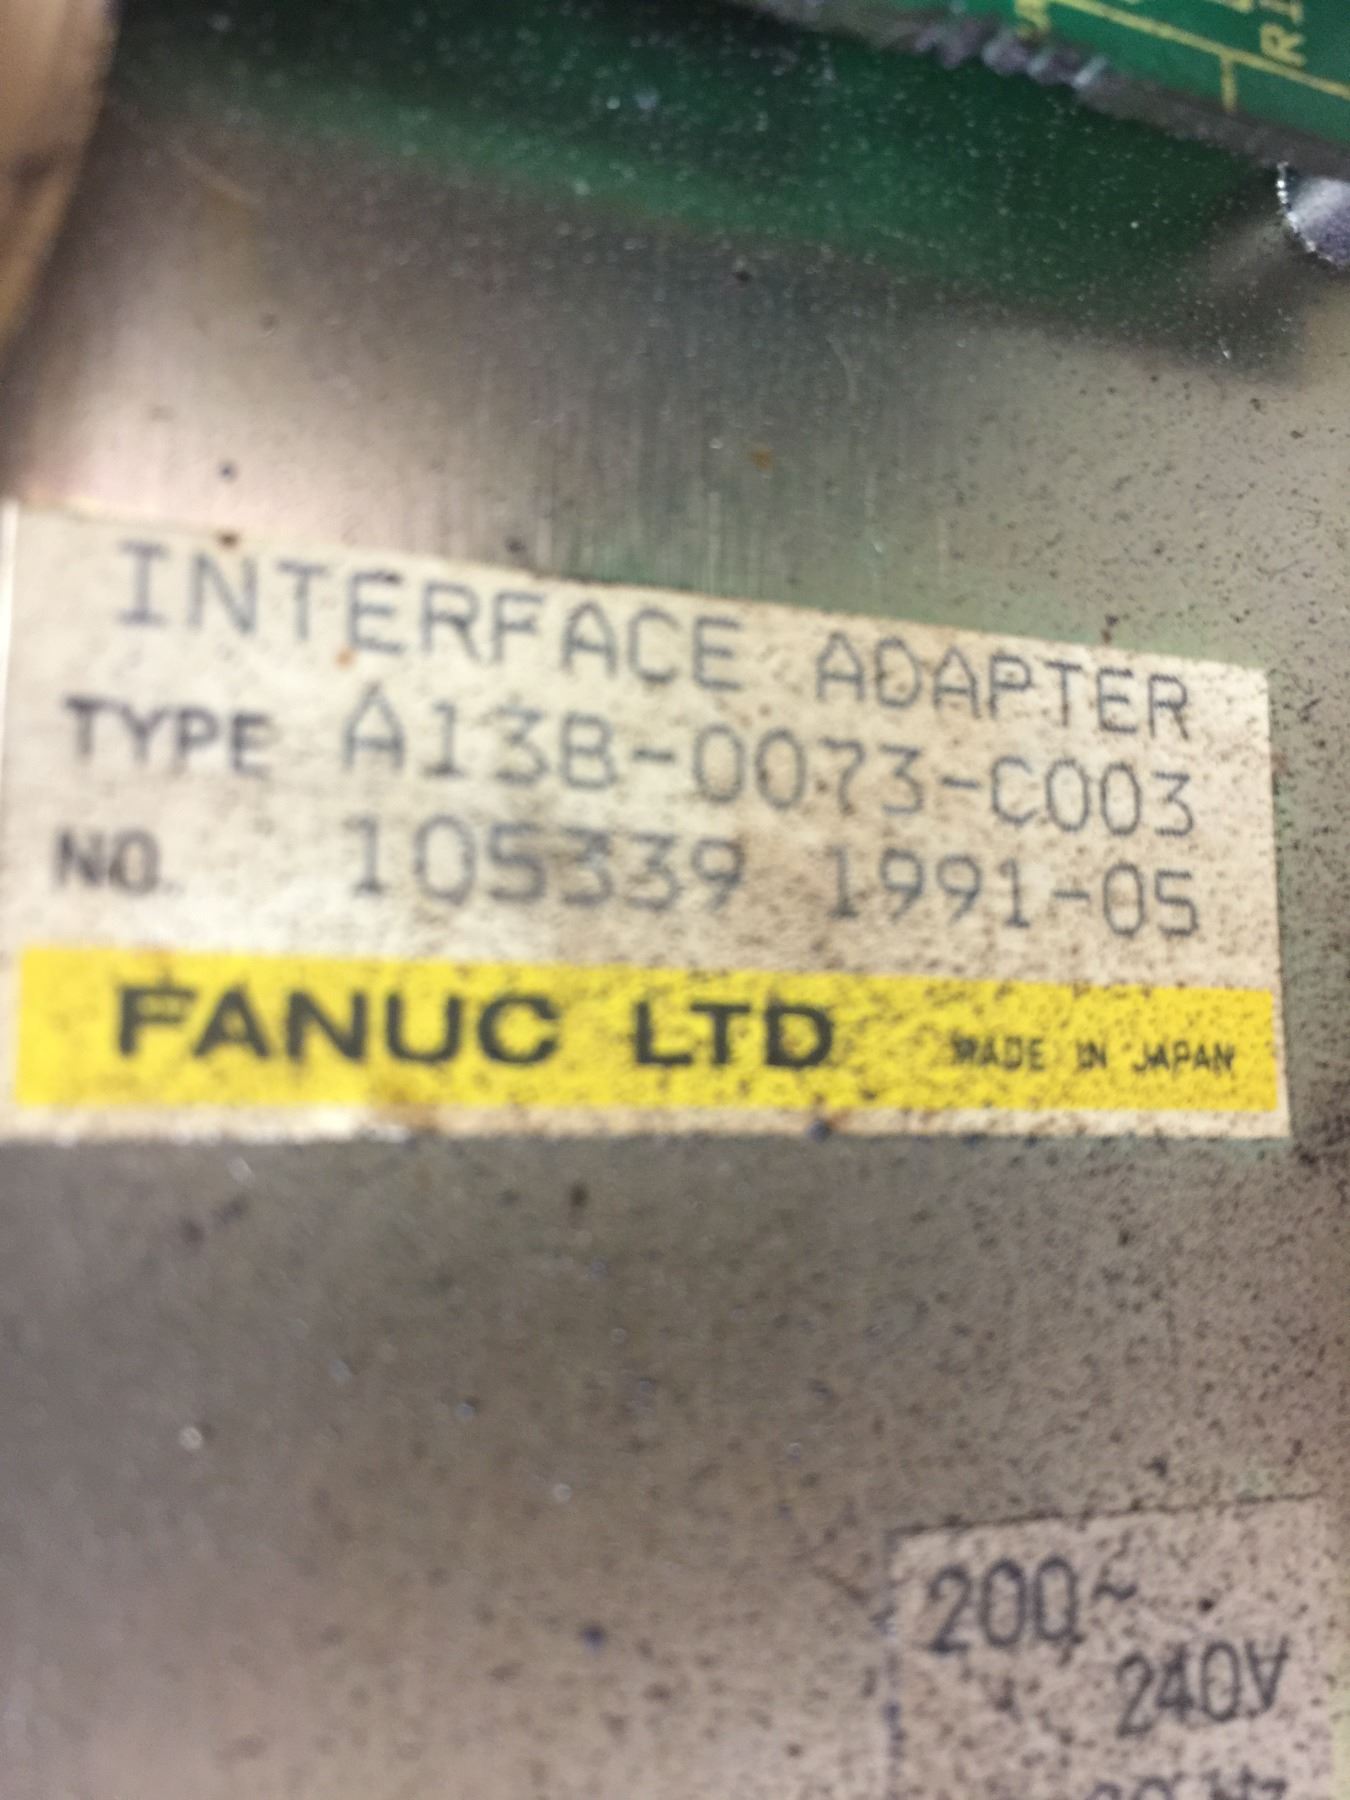 INTERFACE ADAPTER
TYPE A13B-0073-C003
NO. 105339 1991-05
FANUC LTD MADE IN JAPAN
200~
240V